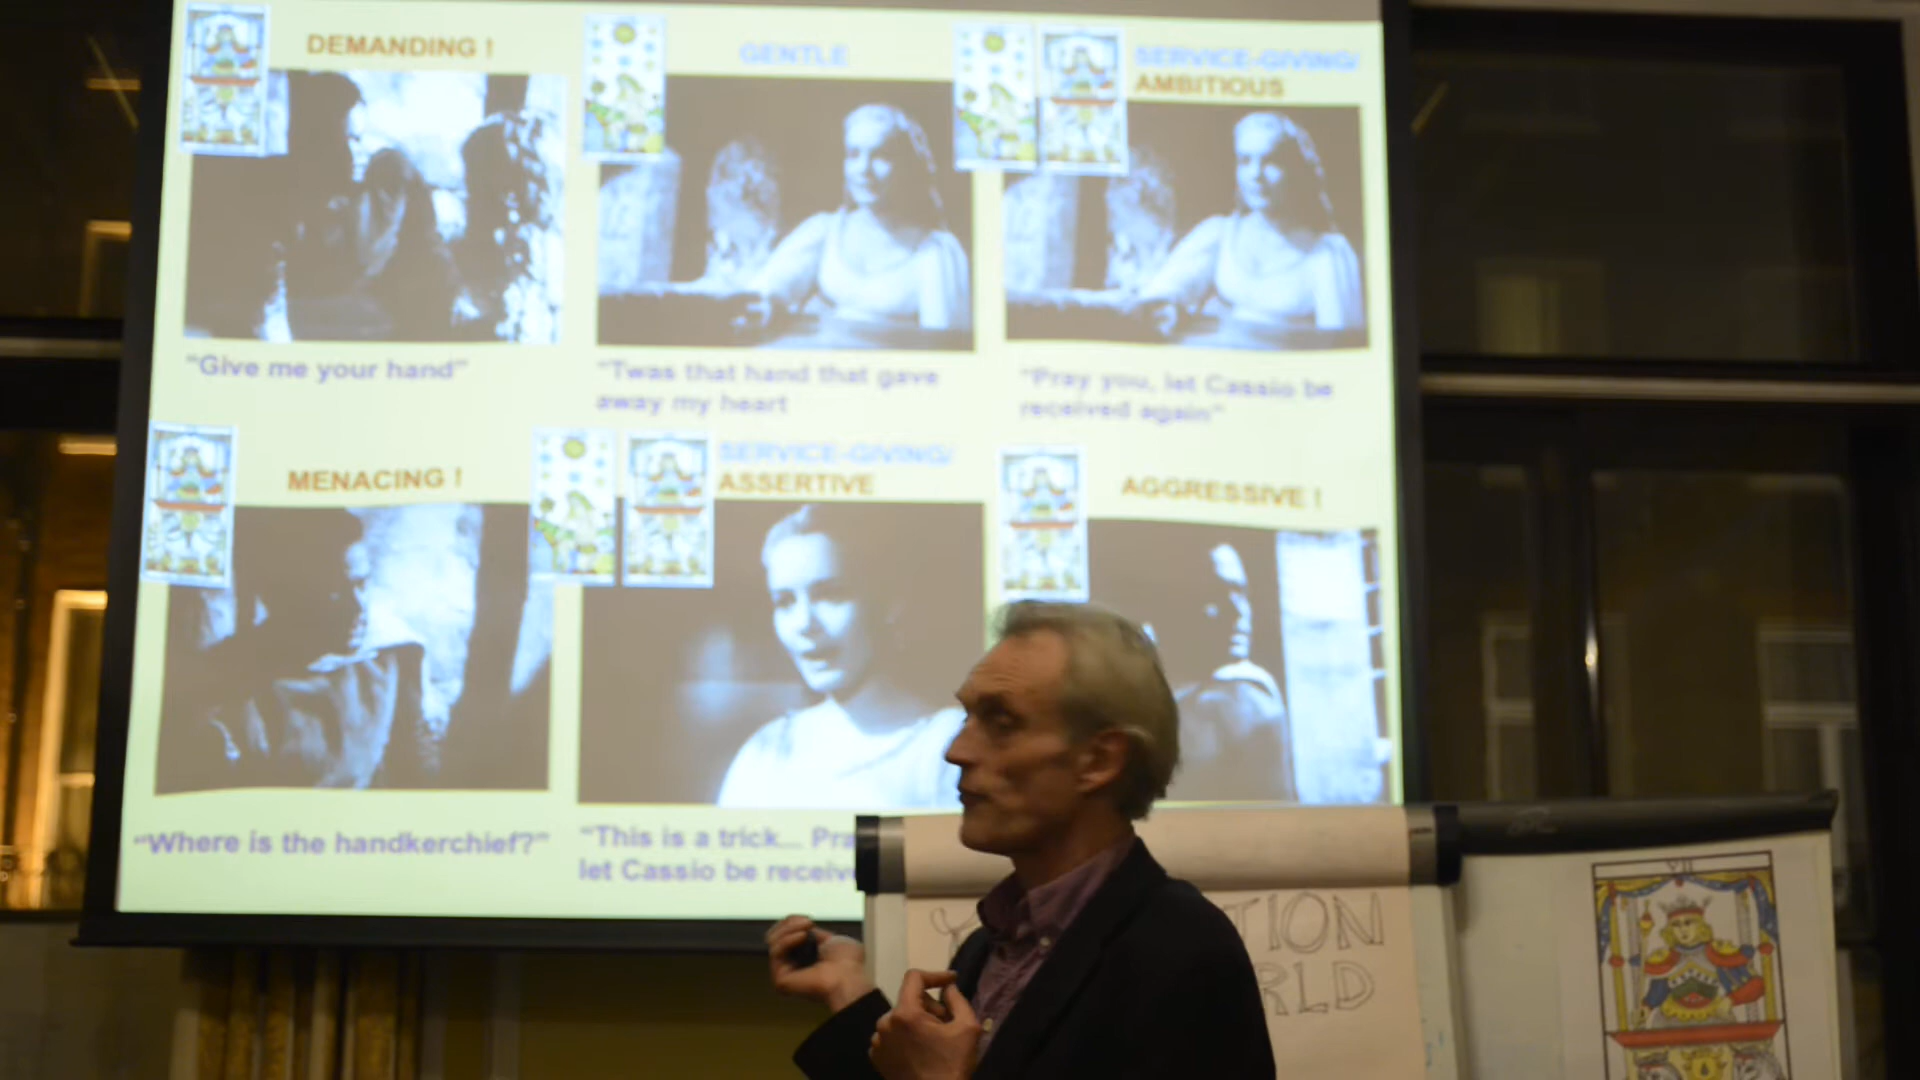 DEMANDING !
GENTLE
SERVICE-GIVING/
AMBITIOUS
"Give me your hand"
"Twas that hand that gave
away my heart
"Pray you, let Cassio be
received again"
MENACING !
SERVICE-GIVING/
ASSERTIVE
AGGRESSIVE !
"Where is the handkerchief?"
"This is a trick... Pra
let Cassio be receive
VII
TION
RLD